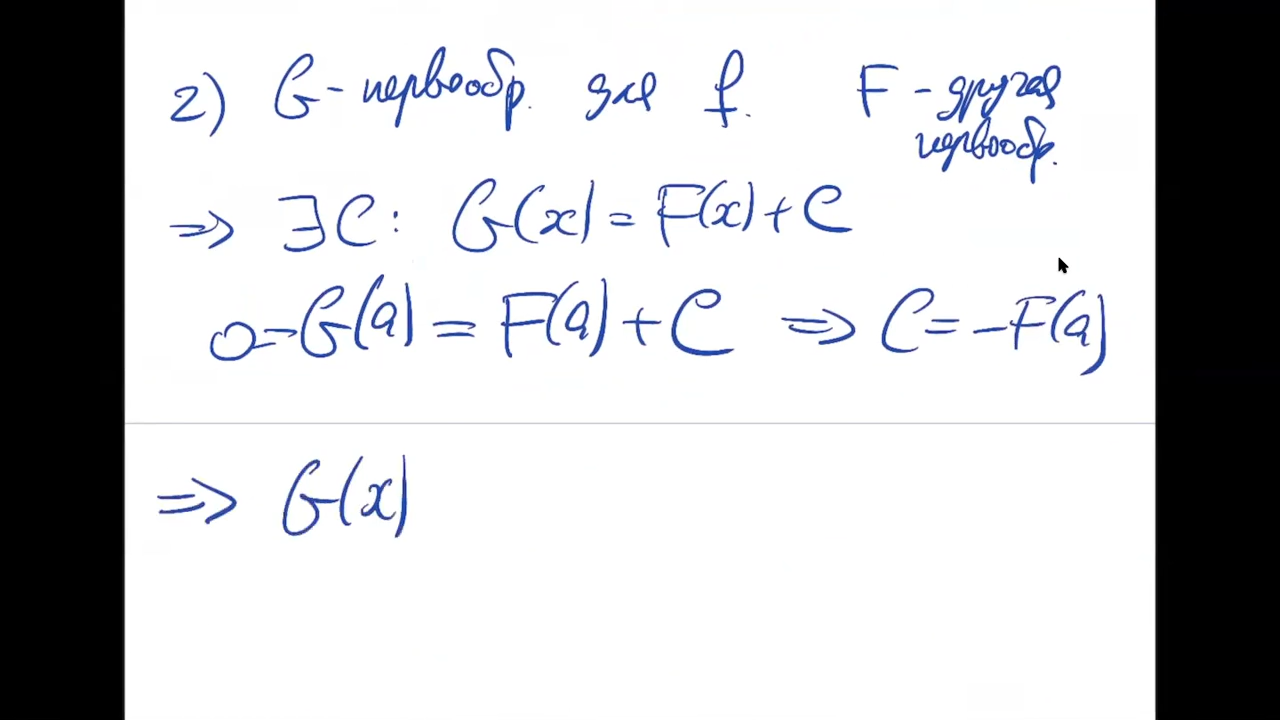 2) G - первообр. для f. F - другая
первообр.
=> ∃C: G(x) = F(x) + C
0 = G(a) = F(a) + C => C = -F(a)
=> G(x)